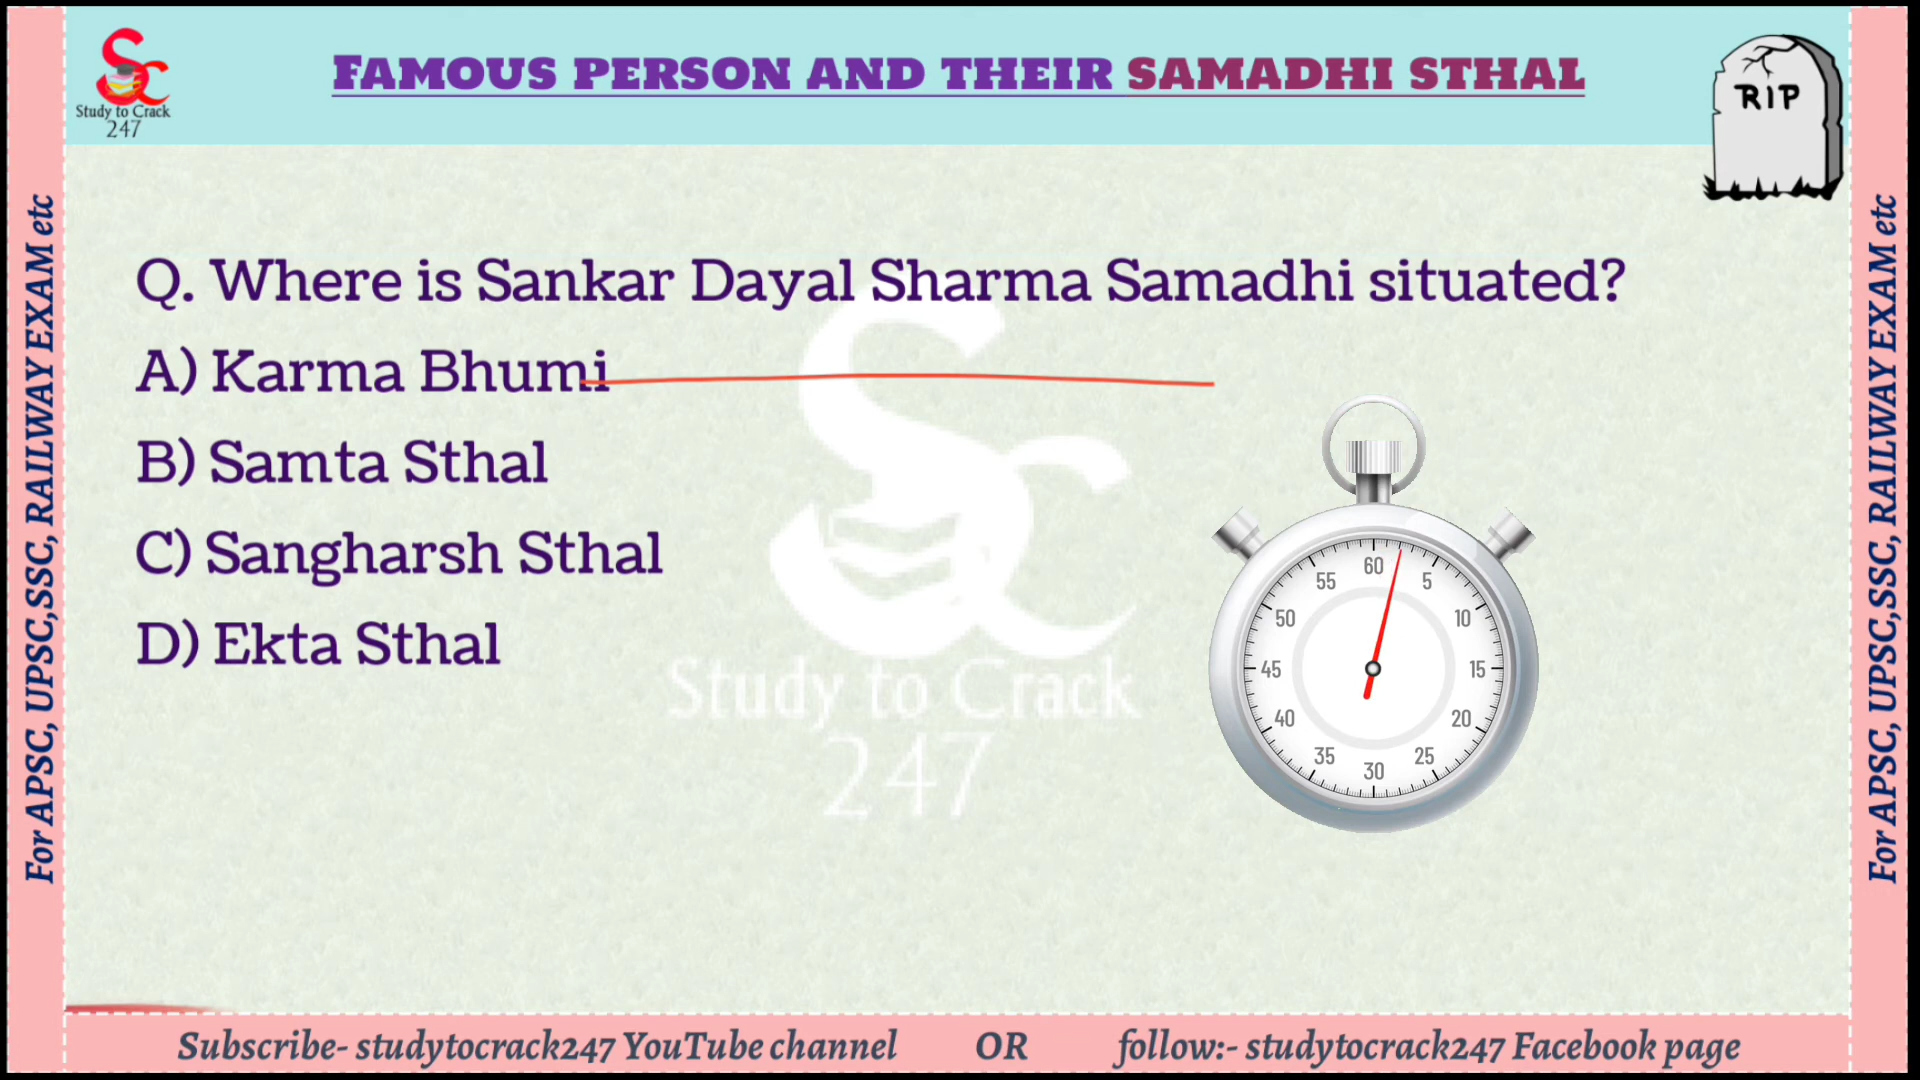 Study to Crack
247
FAMOUS PERSON AND THEIR SAMADHI STHAL
RIP
For APSC, UPSC,SSC, RAILWAY EXAM etc
Q. Where is Sankar Dayal Sharma Samadhi situated?
A) Karma Bhumi
B) Samta Sthal
C) Sangharsh Sthal
D) Ekta Sthal
Study to Crack
247
60
5
10
15
20
25
30
35
40
45
50
55
For APSC, UPSC,SSC, RAILWAY EXAM etc
Subscribe- studytocrack247 YouTube channel OR follow:- studytocrack247 Facebook page